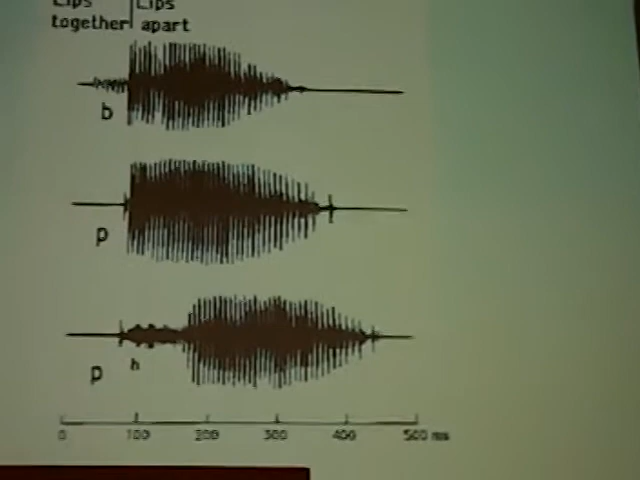 Lips Lips
together apart
b
p
p h
0 100 200 300 400 500 ms